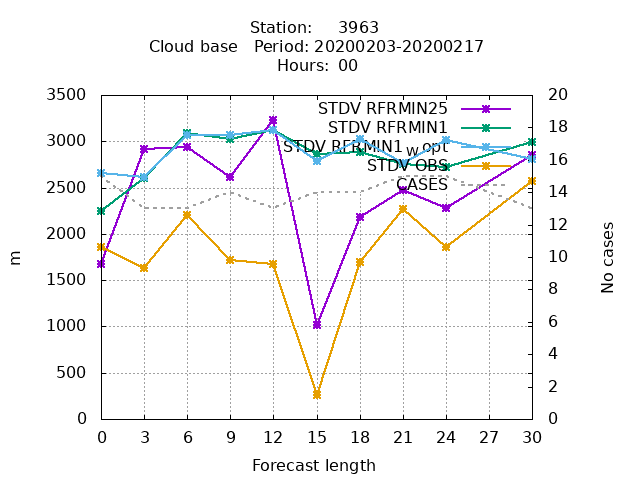 Station: 3963
Cloud base Period: 20200203-20200217
Hours: 00
3500
3000
2500
2000
1500
1000
500
0
m
STDV RFRMIN25
STDV RFRMIN1
STDV RFRMIN1_w opt
STDV OBS
CASES
20
18
16
14
12
10
8
6
4
2
0
No cases
0 3 6 9 12 15 18 21 24 27 30
Forecast length